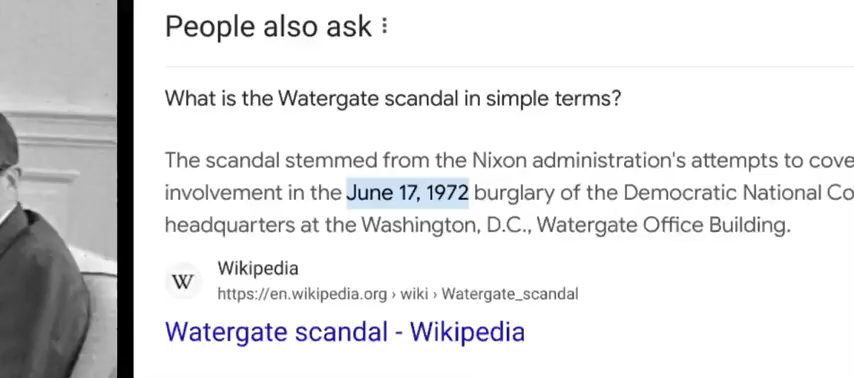 People also ask
What is the Watergate scandal in simple terms?
The scandal stemmed from the Nixon administration's attempts to cove
involvement in the June 17, 1972 burglary of the Democratic National Co
headquarters at the Washington, D.C., Watergate Office Building.
W
Wikipedia
https://en.wikipedia.org › wiki › Watergate_scandal
Watergate scandal - Wikipedia